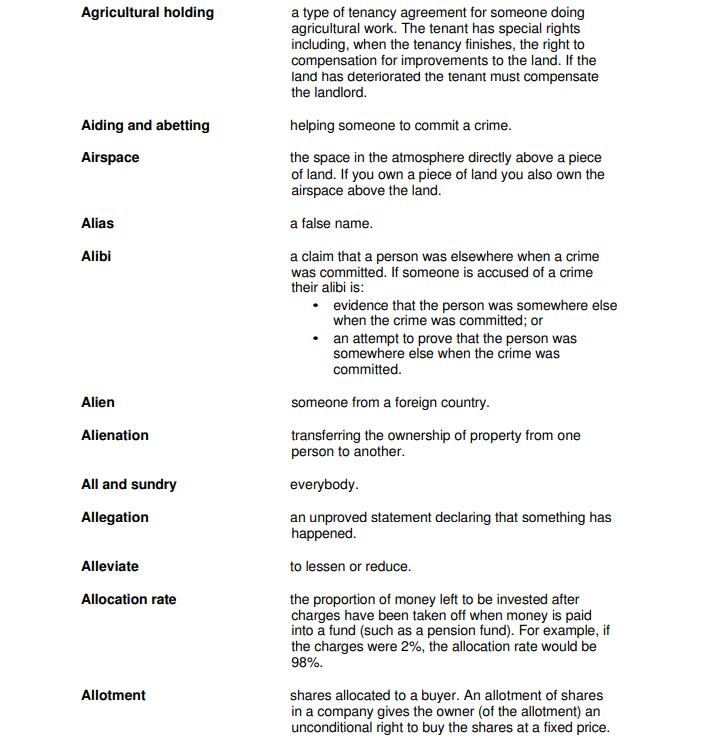 Agricultural holding a type of tenancy agreement for someone doing
agricultural work. The tenant has special rights
including, when the tenancy finishes, the right to
compensation for improvements to the land. If the
land has deteriorated the tenant must compensate
the landlord.
Aiding and abetting helping someone to commit a crime.
Airspace the space in the atmosphere directly above a piece
of land. If you own a piece of land you also own the
airspace above the land.
Alias a false name.
Alibi a claim that a person was elsewhere when a crime
was committed. If someone is accused of a crime
their alibi is:
• evidence that the person was somewhere else
when the crime was committed; or
• an attempt to prove that the person was
somewhere else when the crime was
committed.
Alien someone from a foreign country.
Alienation transferring the ownership of property from one
person to another.
All and sundry everybody.
Allegation an unproved statement declaring that something has
happened.
Alleviate to lessen or reduce.
Allocation rate the proportion of money left to be invested after
charges have been taken off when money is paid
into a fund (such as a pension fund). For example, if
the charges were 2%, the allocation rate would be
98%.
Allotment shares allocated to a buyer. An allotment of shares
in a company gives the owner (of the allotment) an
unconditional right to buy the shares at a fixed price.